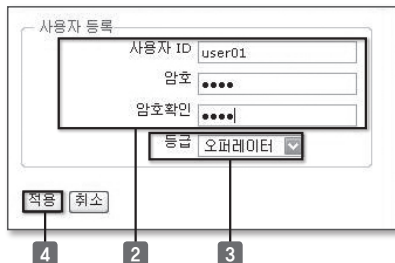 사용자 등록
사용자 ID user01
암호 ••••
암호확인 ••••
등급 오퍼레이터
적용 취소
4 2 3